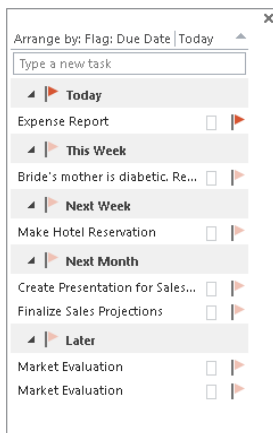 Arrange by: Flag: Due Date | Today
Type a new task
Today
Expense Report
This Week
Bride's mother is diabetic. Re...
Next Week
Make Hotel Reservation
Next Month
Create Presentation for Sales...
Finalize Sales Projections
Later
Market Evaluation
Market Evaluation